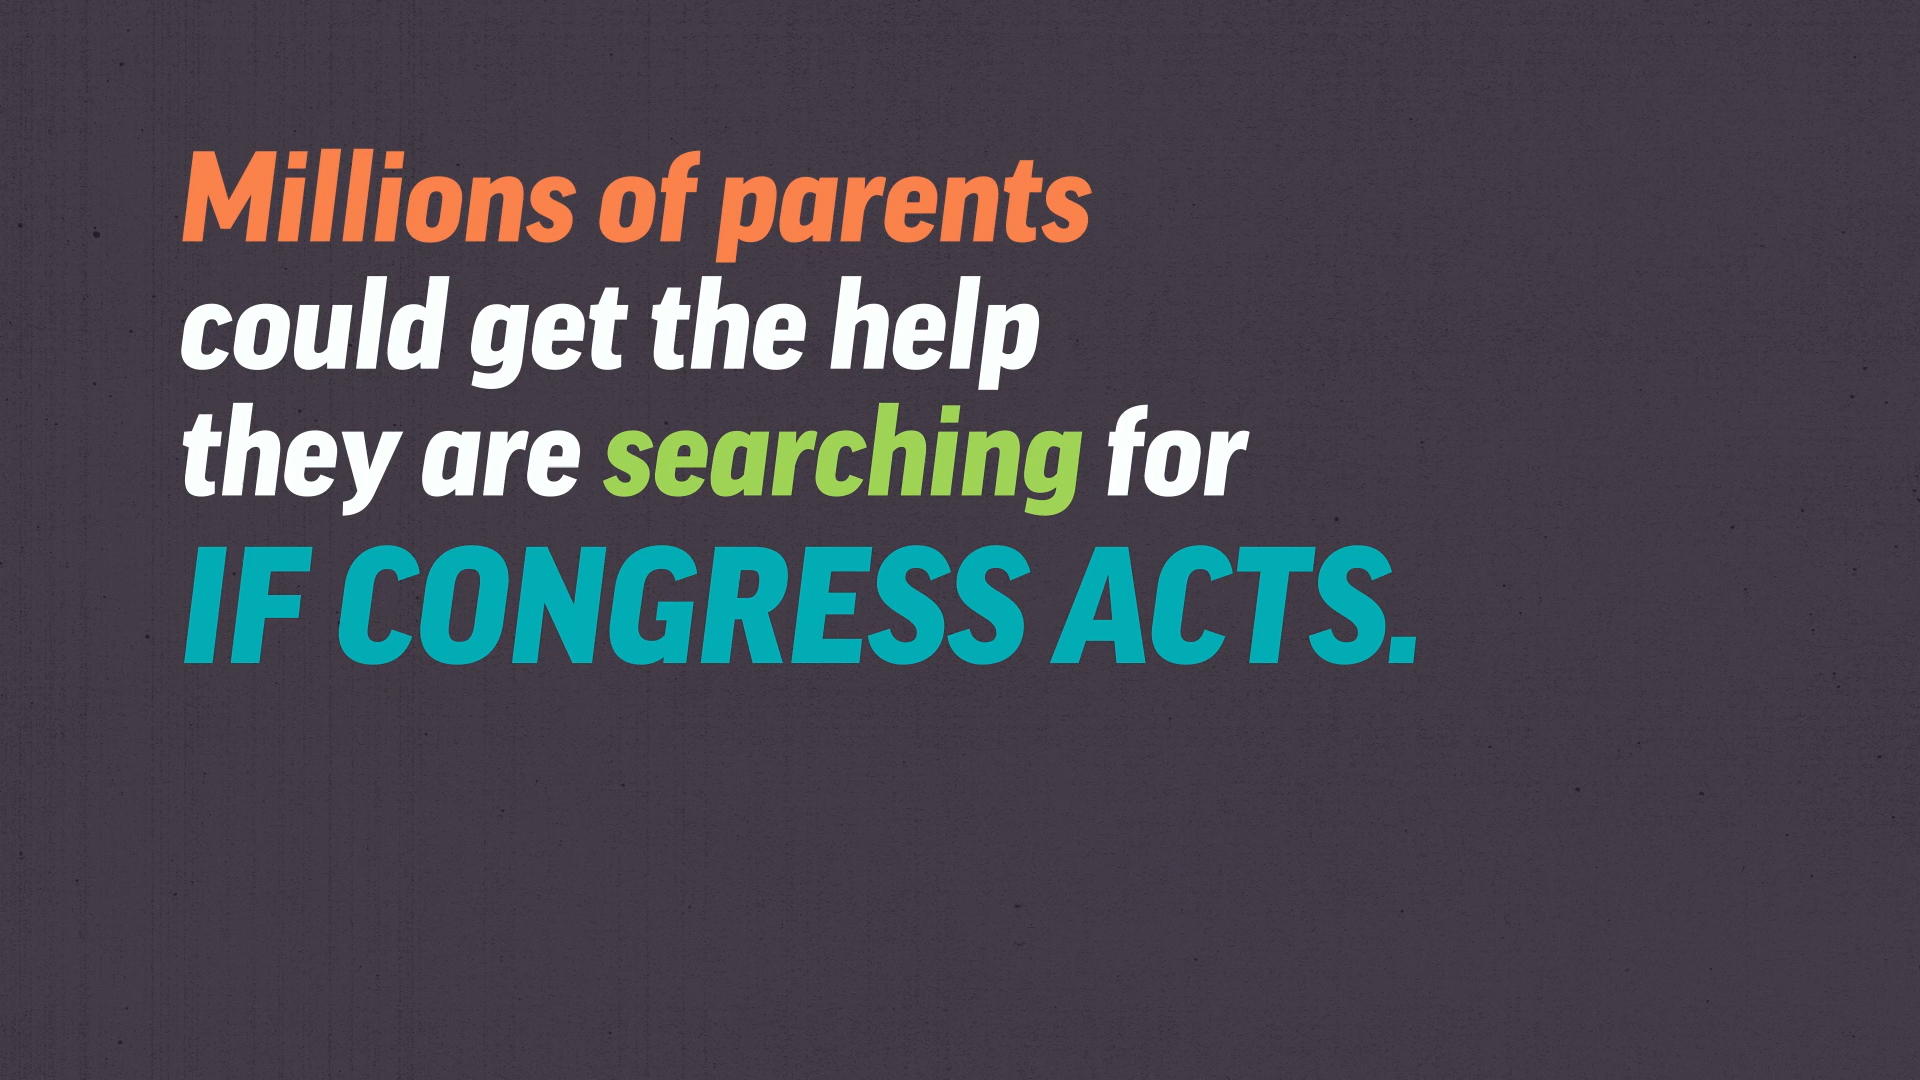 Millions of parents
could get the help
they are searching for
IF CONGRESS ACTS.